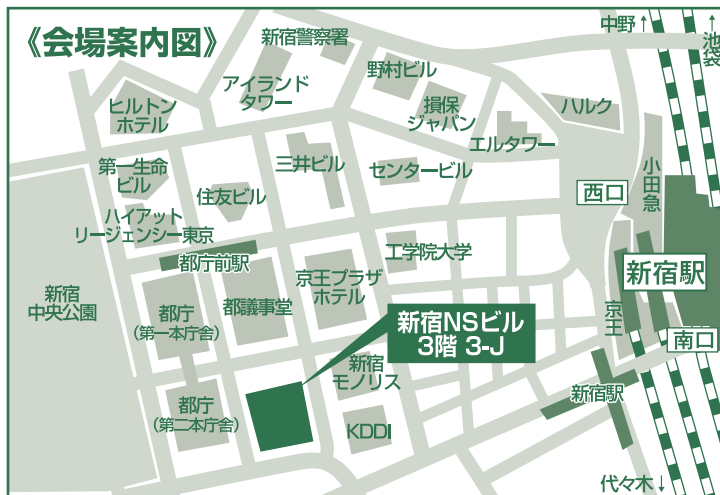 《会場案内図》
新宿警察署
中野↑
↑池袋
アイランド
タワー
野村ビル
ヒルトン
ホテル
損保
ジャパン
ハルク
エルタワー
第一生命
ビル
三井ビル
センタービル
小田急
住友ビル
西口
ハイアット
リージェンシー東京
都庁前駅
工学院大学
新宿駅
新宿
中央公園
都庁
(第一本庁舎)
都議事堂
京王プラザ
ホテル
京王
新宿NSビル
3階 3-J
南口
新宿
モノリス
新宿駅
都庁
(第二本庁舎)
KDDI
代々木↓